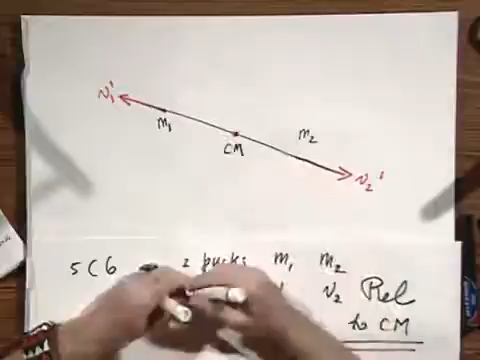 v₁'
m₁
CM
m₂
v₂'
5C6 2 pucks m₁ m₂
v₂ Rel
to CM